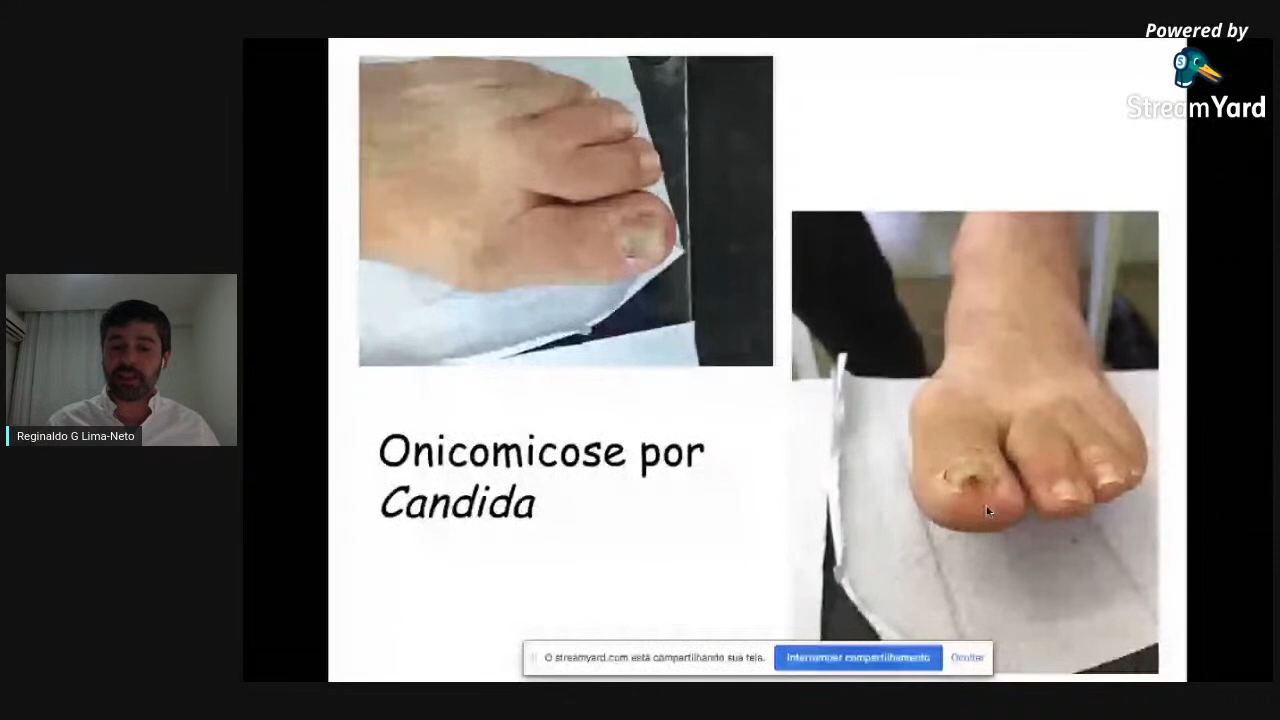 Powered by
StreamYard
Reginaldo G Lima-Neto
Onicomicose por
Candida
O streamyard.com está compartilhando sua tela.
Interromper compartilhamento
Ocultar